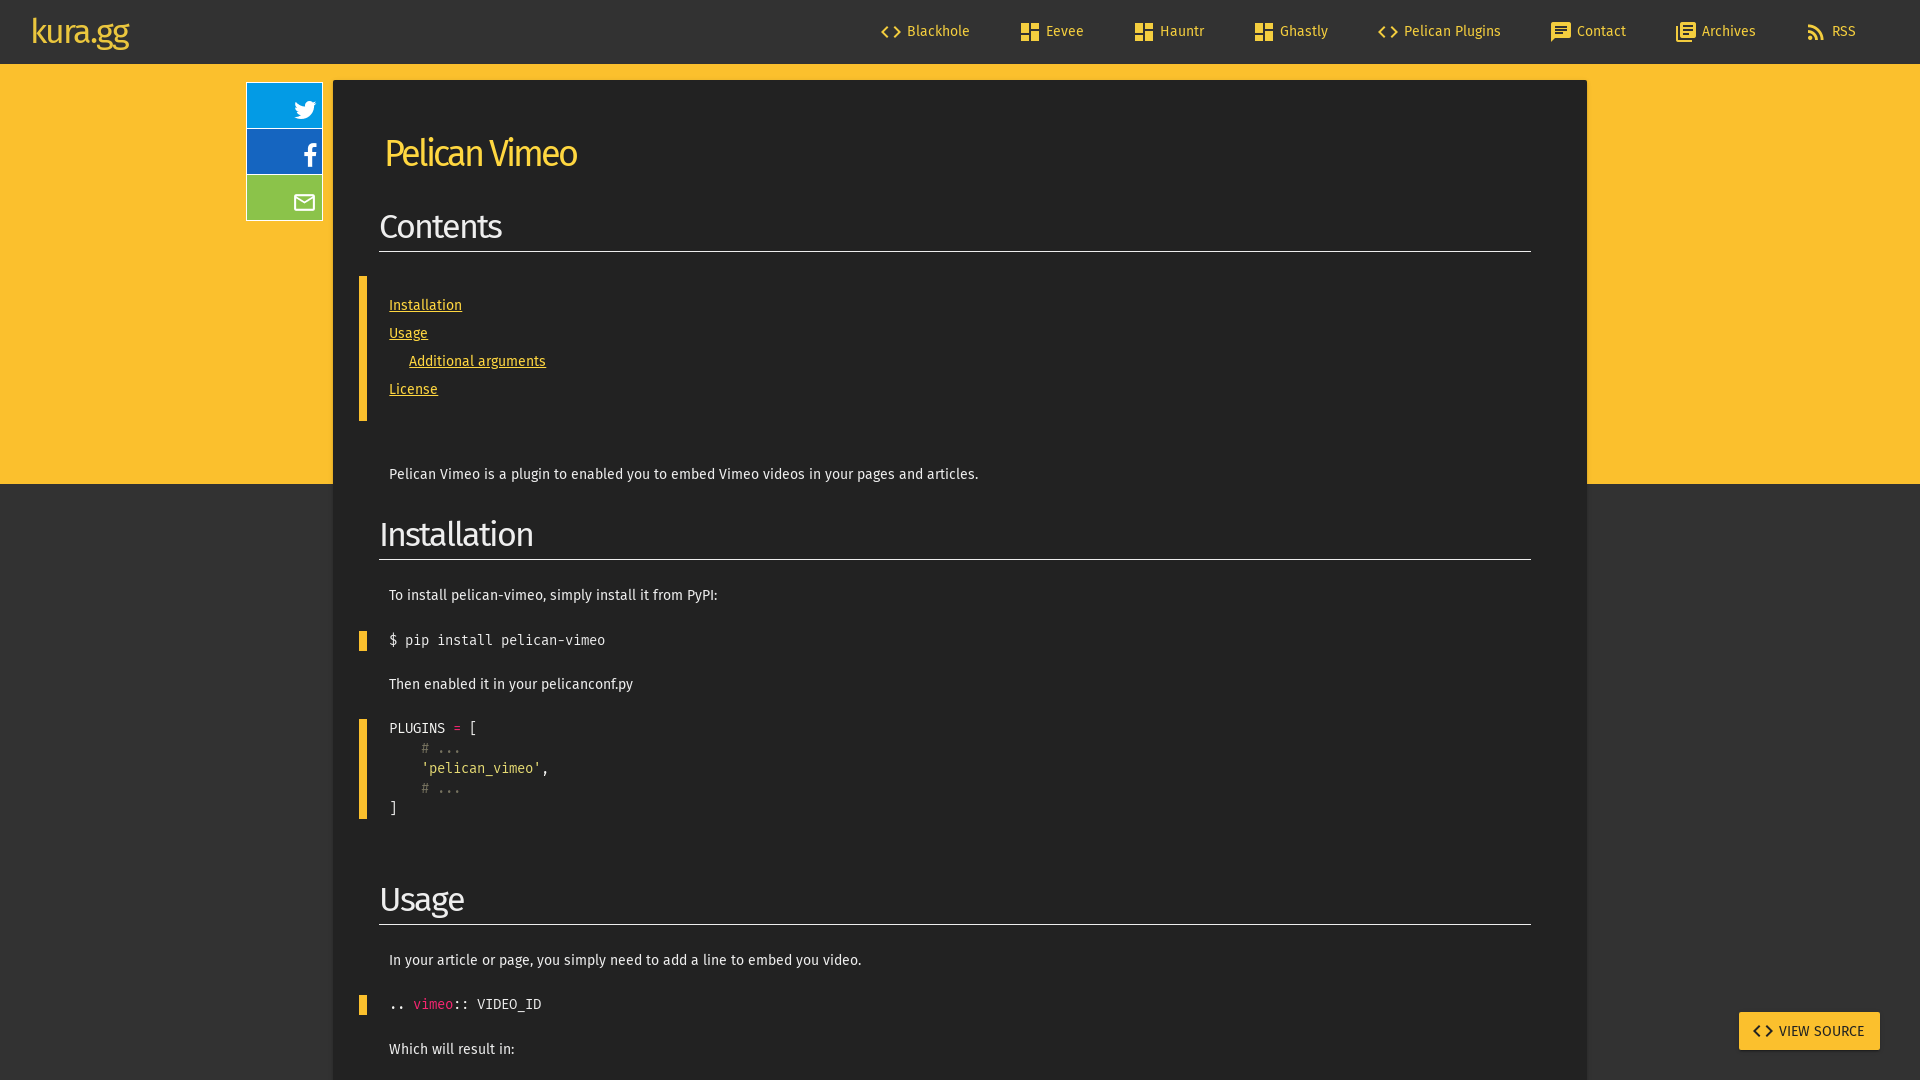 kura.gg
Blackhole
Eevee
Hauntr
Ghastly
Pelican Plugins
Contact
Archives
RSS
Pelican Vimeo
Contents
Installation
Usage
Additional arguments
License
Pelican Vimeo is a plugin to enabled you to embed Vimeo videos in your pages and articles.
Installation
To install pelican-vimeo, simply install it from PyPI:
$ pip install pelican-vimeo
Then enabled it in your pelicanconf.py
PLUGINS = [
    # ...
    'pelican_vimeo',
    # ...
]
Usage
In your article or page, you simply need to add a line to embed you video.
.. vimeo:: VIDEO_ID
Which will result in:
VIEW SOURCE